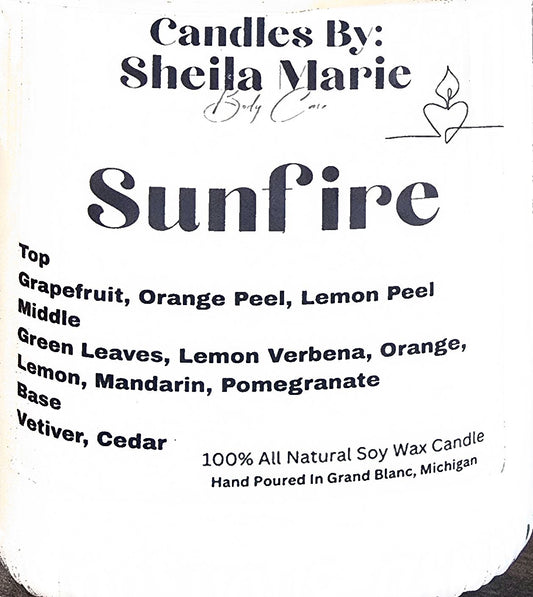 Candles By:
Sheila Marie
Body Care
Sunfire
Top
Grapefruit, Orange Peel, Lemon Peel
Middle
Green Leaves, Lemon Verbena, Orange,
Lemon, Mandarin, Pomegranate
Base
Vetiver, Cedar
100% All Natural Soy Wax Candle
Hand Poured In Grand Blanc, Michigan